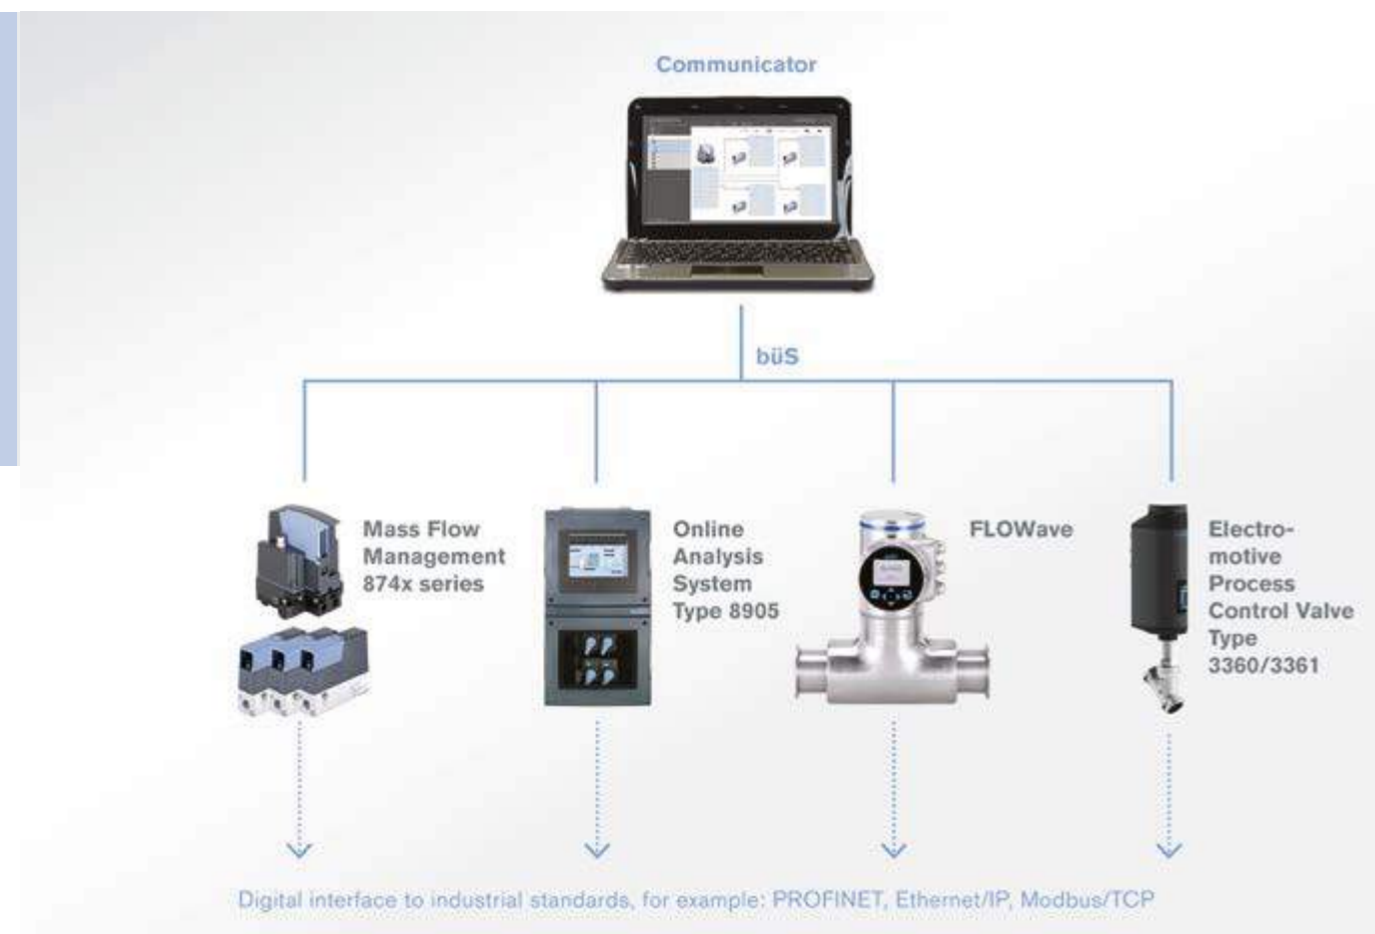 Communicator
büS
Mass Flow
Management
874x series
Online
Analysis
System
Type 8905
FLOWave
Electro-
motive
Process
Control Valve
Type
3360/3361
Digital interface to industrial standards, for example: PROFINET, Ethernet/IP, Modbus/TCP